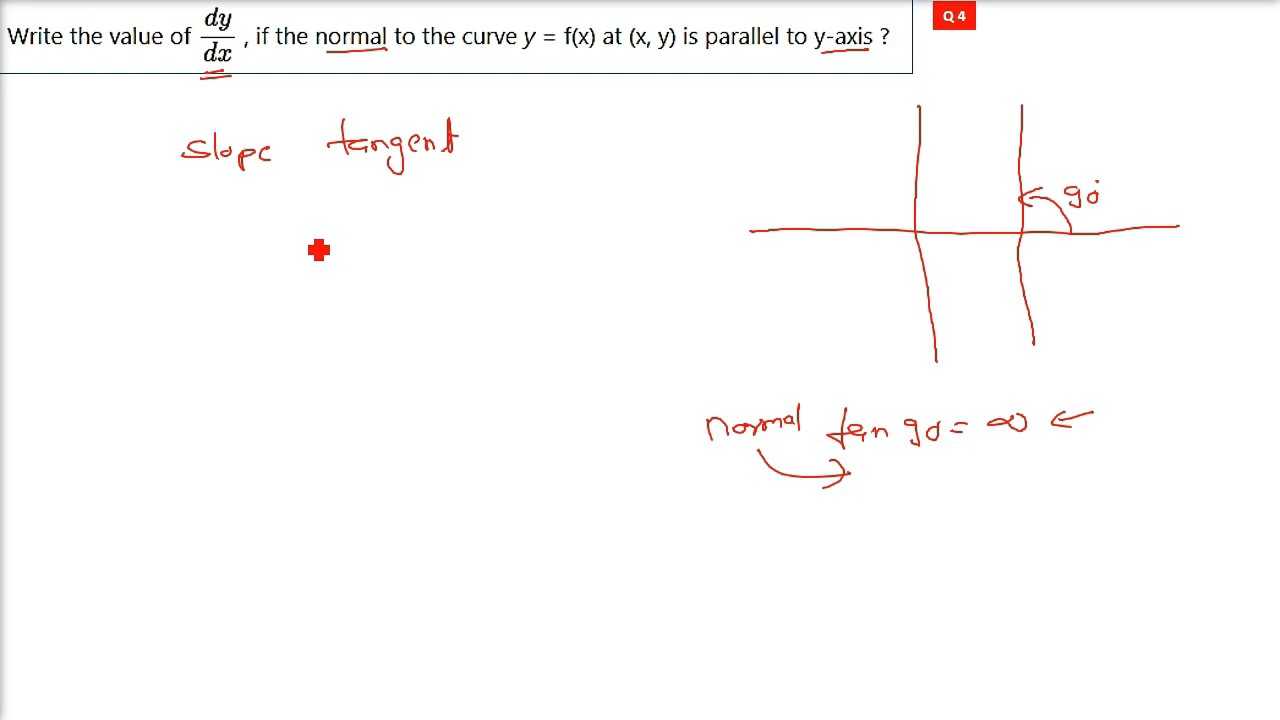 Q 4
Write the value of dy/dx , if the normal to the curve y = f(x) at (x, y) is parallel to y-axis ?
slope tangent
90°
normal tan 90 = ∞ ←